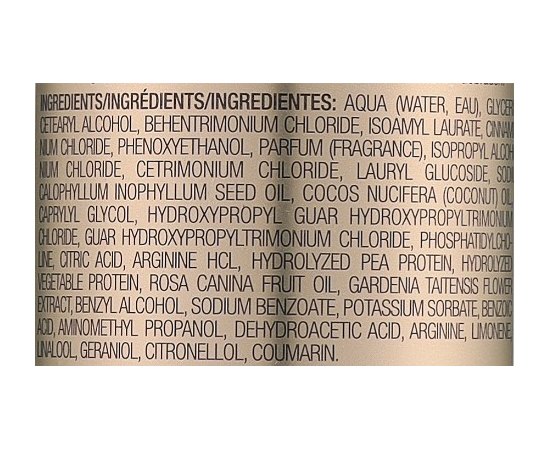 INGREDIENTS/INGRÉDIENTS/INGREDIENTES: AQUA (WATER, EAU), GLYCER
CETEARYL ALCOHOL, BEHENTRIMONIUM CHLORIDE, ISOAMYL LAURATE, CINNAM
NIUM CHLORIDE, PHENOXYETHANOL, PARFUM (FRAGRANCE), ISOPROPYL ALCOH
NIUM CHLORIDE, CETRIMONIUM CHLORIDE, LAURYL GLUCOSIDE, SODI
CALOPHYLLUM INOPHYLLUM SEED OIL, COCOS NUCIFERA (COCONUT) OIL,
CAPRYLYL GLYCOL, HYDROXYPROPYL GUAR HYDROXYPROPYLTRIMONIUM
CHLORIDE, GUAR HYDROXYPROPYLTRIMONIUM CHLORIDE, PHOSPHATIDYLCHO-
LINE, CITRIC ACID, ARGININE HCL, HYDROLYZED PEA PROTEIN, HYDROLYZED
VEGETABLE PROTEIN, ROSA CANINA FRUIT OIL, GARDENIA TAITENSIS FLOWER
EXTRACT, BENZYL ALCOHOL, SODIUM BENZOATE, POTASSIUM SORBATE, BENZOIC
ACID, AMINOMETHYL PROPANOL, DEHYDROACETIC ACID, ARGININE, LIMONENE,
LINALOOL, GERANIOL, CITRONELLOL, COUMARIN.